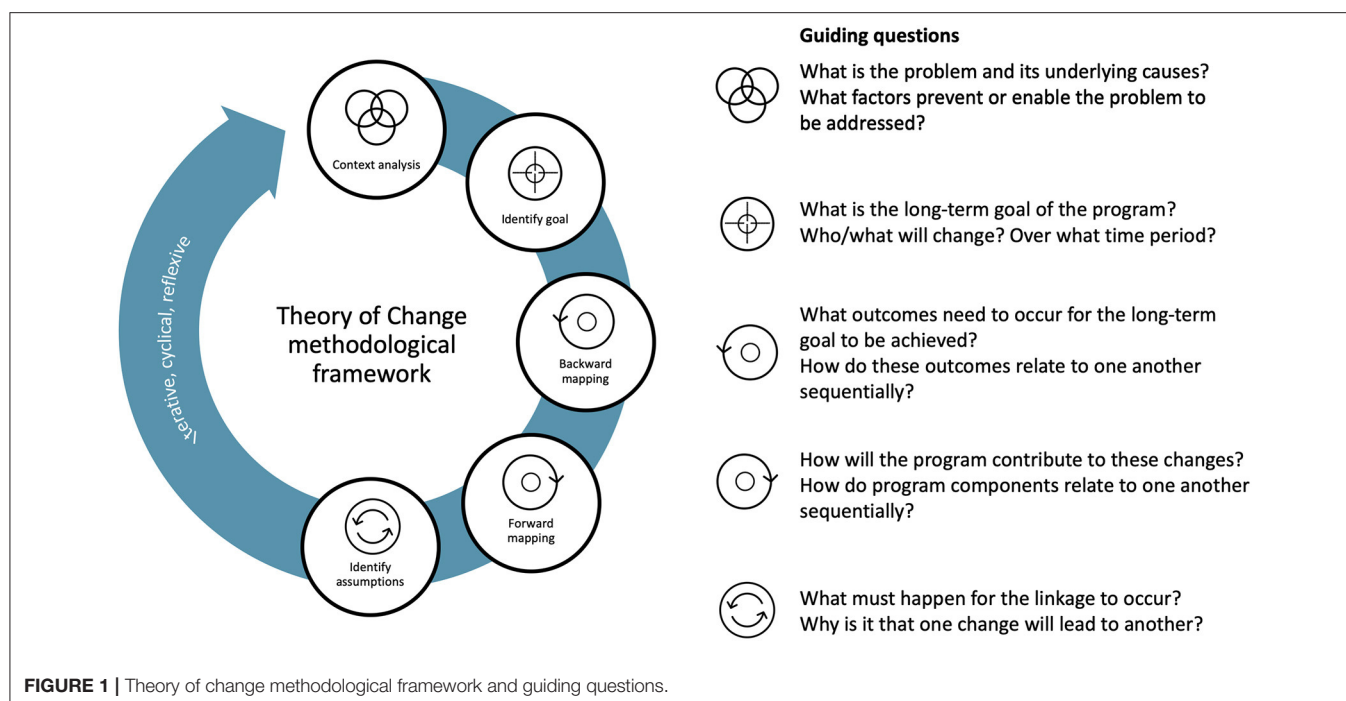 Context analysis
Identify goal
Backward
mapping
Forward
mapping
Identify
assumptions
Iterative, cyclical, reflexive
Theory of Change
methodological
framework
Guiding questions
What is the problem and its underlying causes?
What factors prevent or enable the problem to
be addressed?
What is the long-term goal of the program?
Who/what will change? Over what time period?
What outcomes need to occur for the long-term
goal to be achieved?
How do these outcomes relate to one another
sequentially?
How will the program contribute to these changes?
How do program components relate to one another
sequentially?
What must happen for the linkage to occur?
Why is it that one change will lead to another?
FIGURE 1 | Theory of change methodological framework and guiding questions.